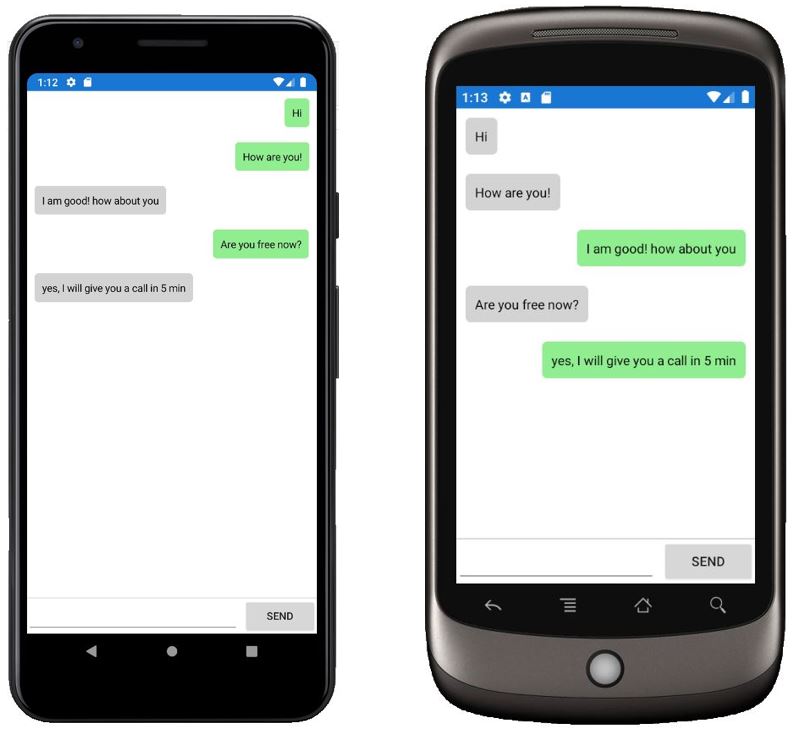 1:12
Hi
How are you!
I am good! how about you
Are you free now?
yes, I will give you a call in 5 min
SEND
1:13
A
Hi
How are you!
I am good! how about you
Are you free now?
yes, I will give you a call in 5 min
SEND